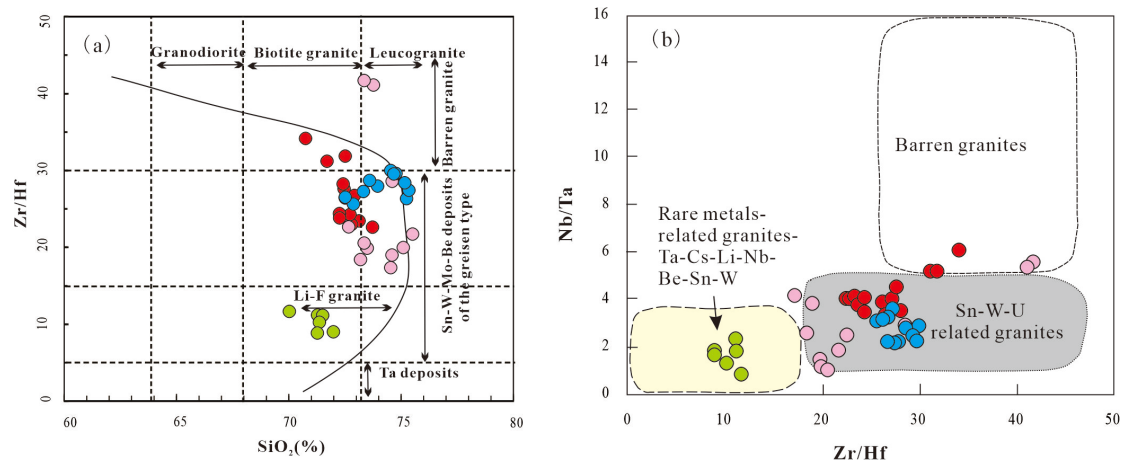 (a)
Granodiorite
Biotite granite
Leucogranite
Barren granite
Sn-W-Mo-Be deposits
of the greisen type
Li-F granite
Ta deposits
50
40
30
20
10
0
Zr/Hf
60
65
70
75
80
SiO₂(%)
(b)
16
14
12
10
8
6
4
2
0
Nb/Ta
Barren granites
Rare metals-
related granites-
Ta-Cs-Li-Nb-
Be-Sn-W
Sn-W-U
related granites
0
10
20
30
40
50
Zr/Hf